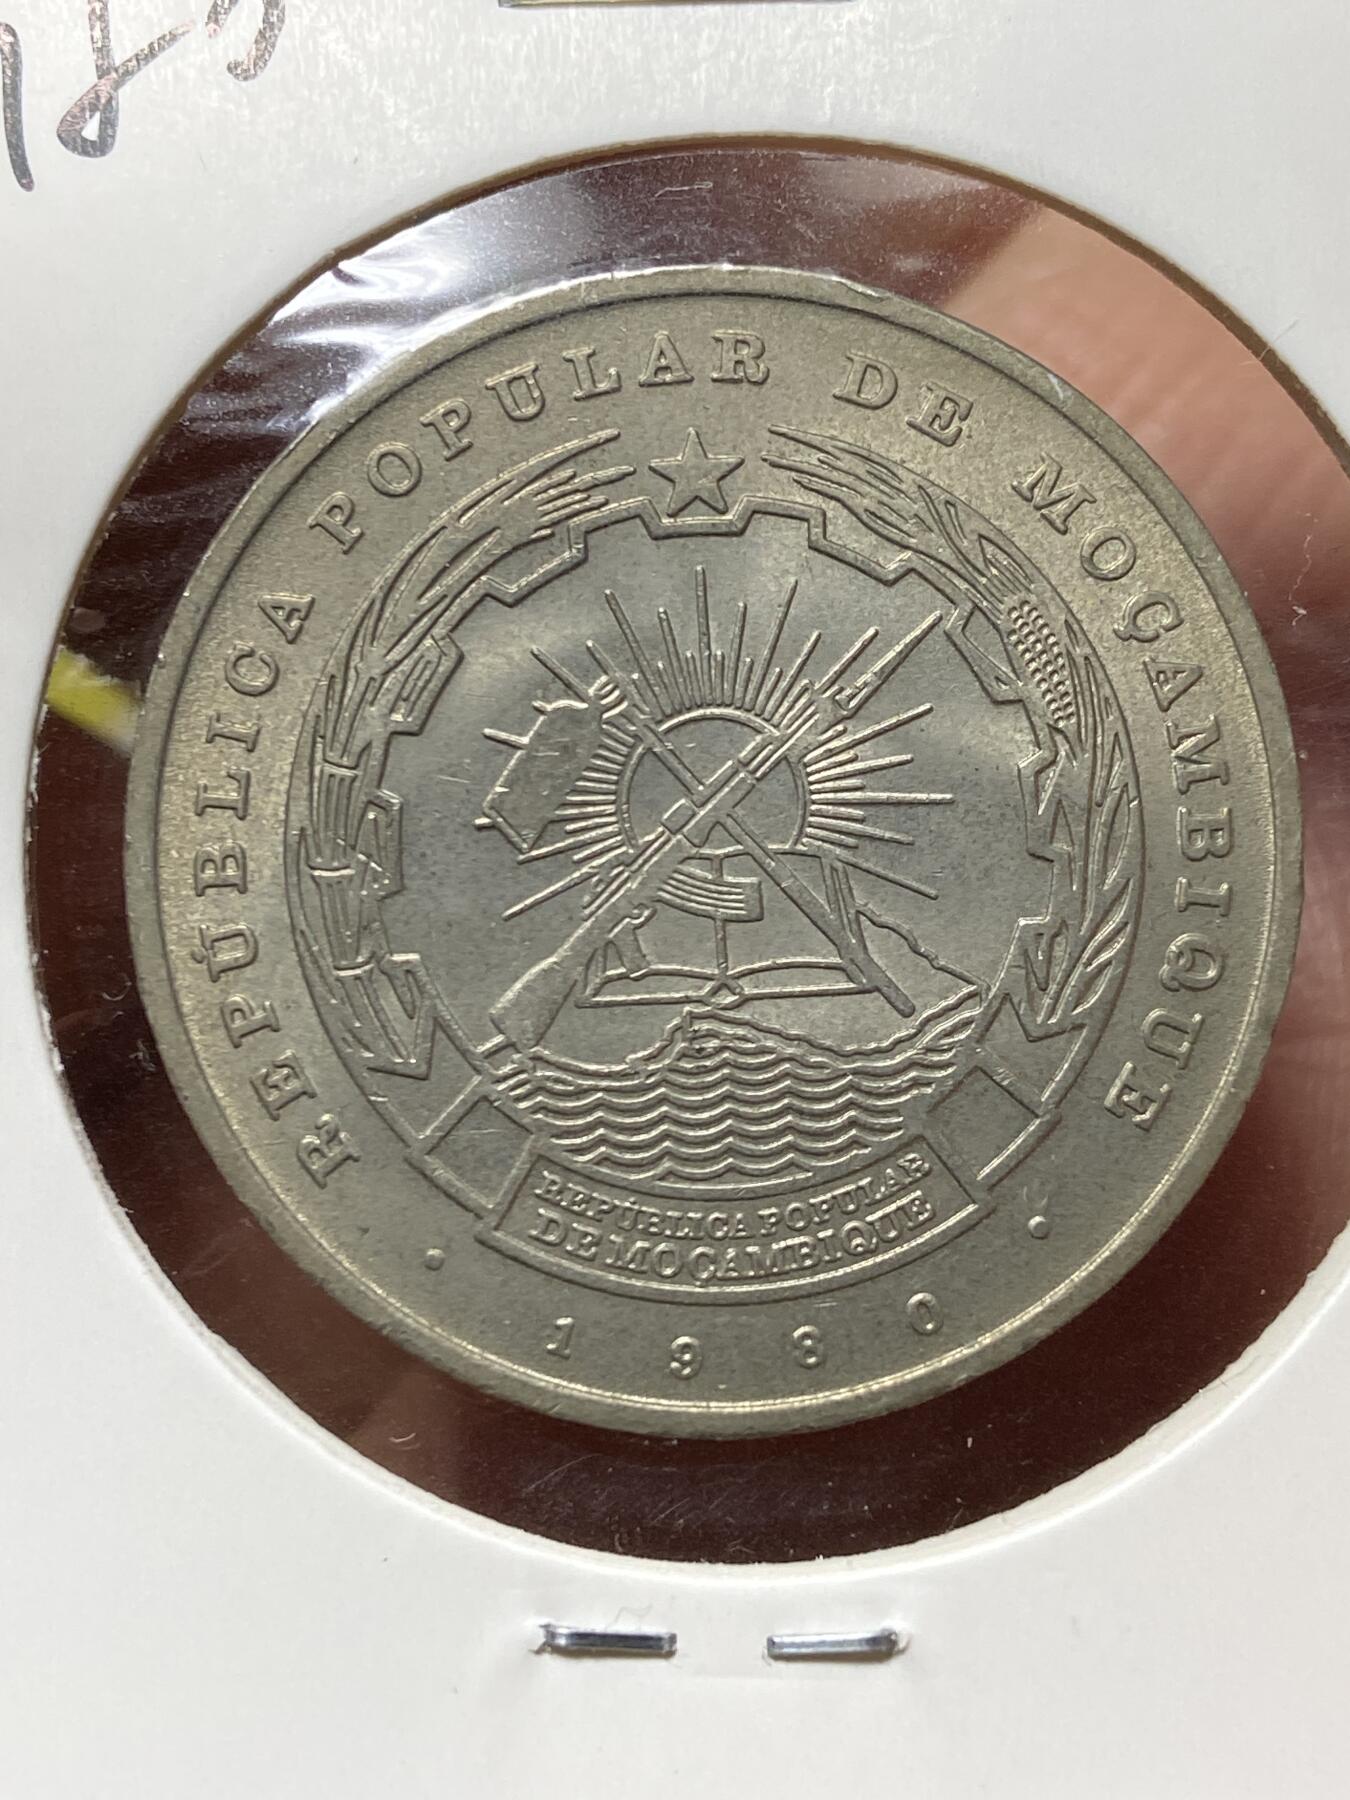 REPÚBLICA POPULAR DE MOÇAMBIQUE
REPÚBLICA POPULAR
DE MOÇAMBIQUE
• 1980 •